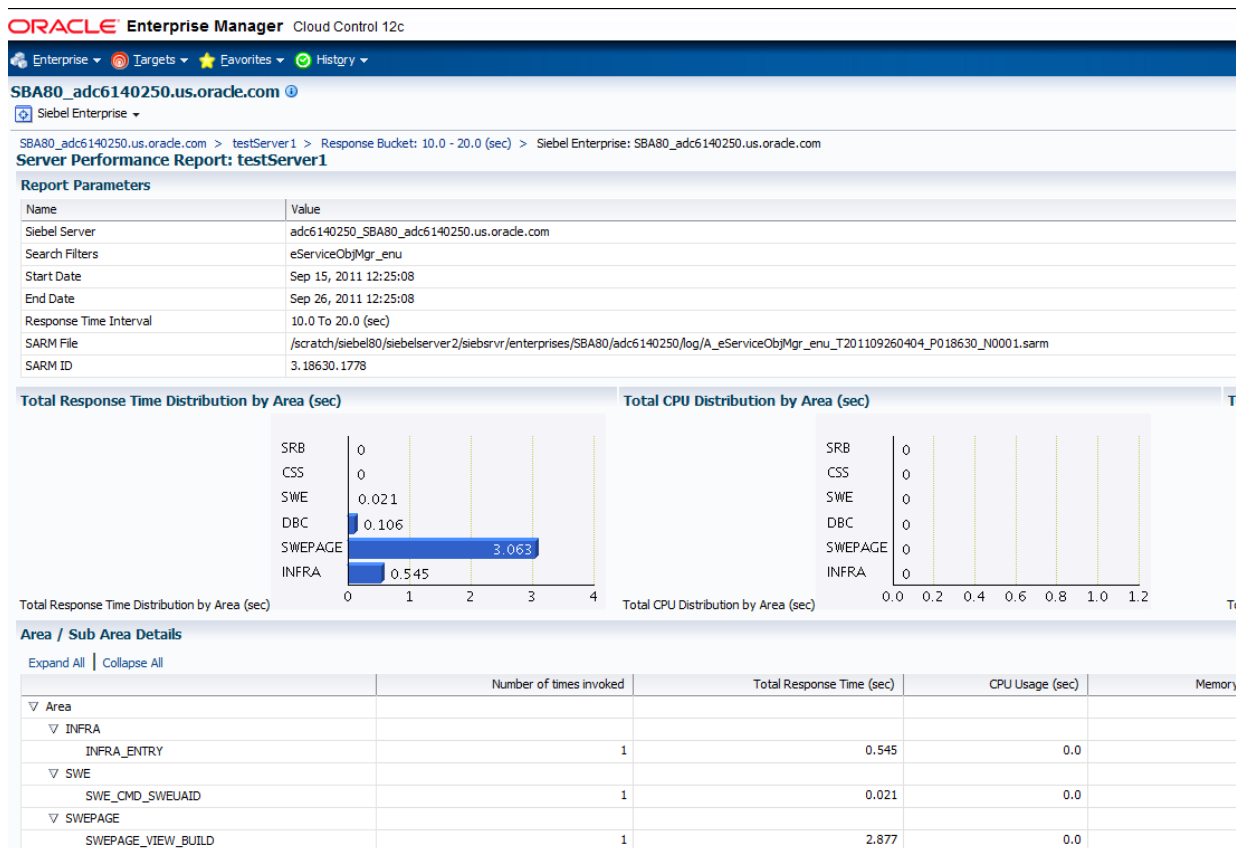 ORACLE Enterprise Manager Cloud Control 12c
Enterprise Targets Favorites History
SBA80_adc6140250.us.oracle.com
Siebel Enterprise
SBA80_adc6140250.us.oracle.com > testServer1 > Response Bucket: 10.0 - 20.0 (sec) > Siebel Enterprise: SBA80_adc6140250.us.oracle.com
Server Performance Report: testServer1
Report Parameters
Name Value
Siebel Server adc6140250_SBA80_adc6140250.us.oracle.com
Search Filters eServiceObjMgr_enu
Start Date Sep 15, 2011 12:25:08
End Date Sep 26, 2011 12:25:08
Response Time Interval 10.0 To 20.0 (sec)
SARM File /scratch/siebel80/siebelserver2/siebsrvr/enterprises/SBA80/adc6140250/log/A_eServiceObjMgr_enu_T201109260404_P018630_N0001.sarm
SARM ID 3.18630.1778
Total Response Time Distribution by Area (sec)
SRB 0
CSS 0
SWE 0.021
DBC 0.106
SWEPAGE 3.063
INFRA 0.545
0 1 2 3 4
Total Response Time Distribution by Area (sec)
Total CPU Distribution by Area (sec)
SRB 0
CSS 0
SWE 0
DBC 0
SWEPAGE 0
INFRA 0
0.0 0.2 0.4 0.6 0.8 1.0 1.2
Total CPU Distribution by Area (sec)
Area / Sub Area Details
Expand All Collapse All
Number of times invoked Total Response Time (sec) CPU Usage (sec) Memory
Area
INFRA
INFRA_ENTRY 1 0.545 0.0
SWE
SWE_CMD_SWEUAID 1 0.021 0.0
SWEPAGE
SWEPAGE_VIEW_BUILD 1 2.877 0.0